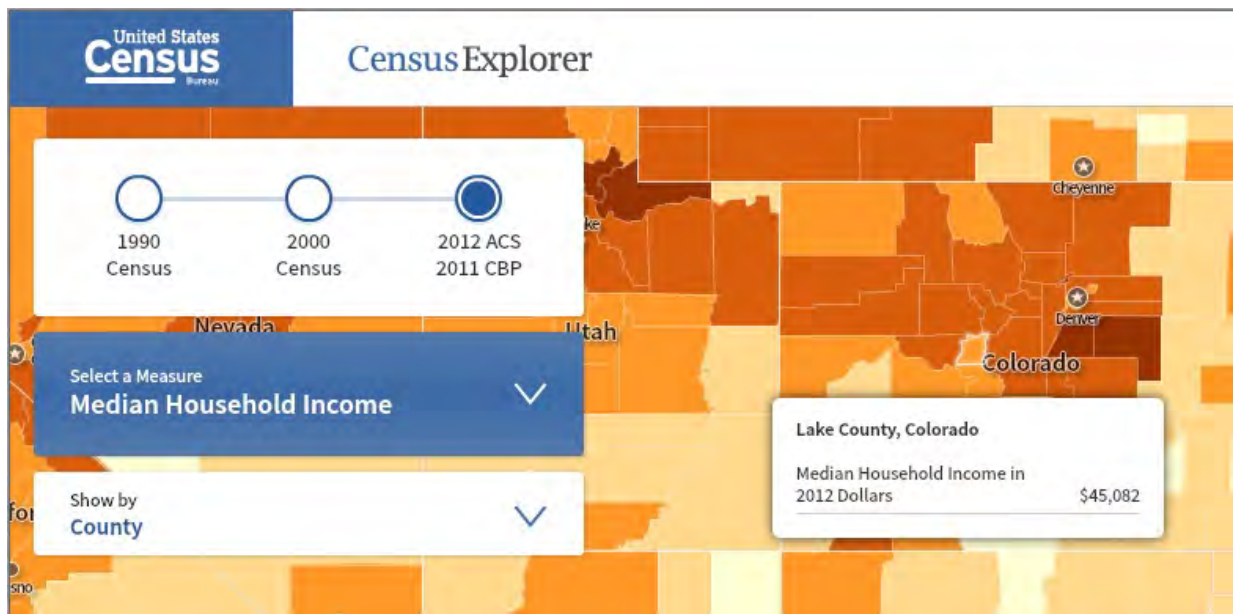 United States
Census
Bureau
Census Explorer
1990
Census
2000
Census
2012 ACS
2011 CBP
Cheyenne
Denver
Nevada
Utah
Colorado
Select a Measure
Median Household Income
Show by
County
Lake County, Colorado
Median Household Income in
2012 Dollars $45,082